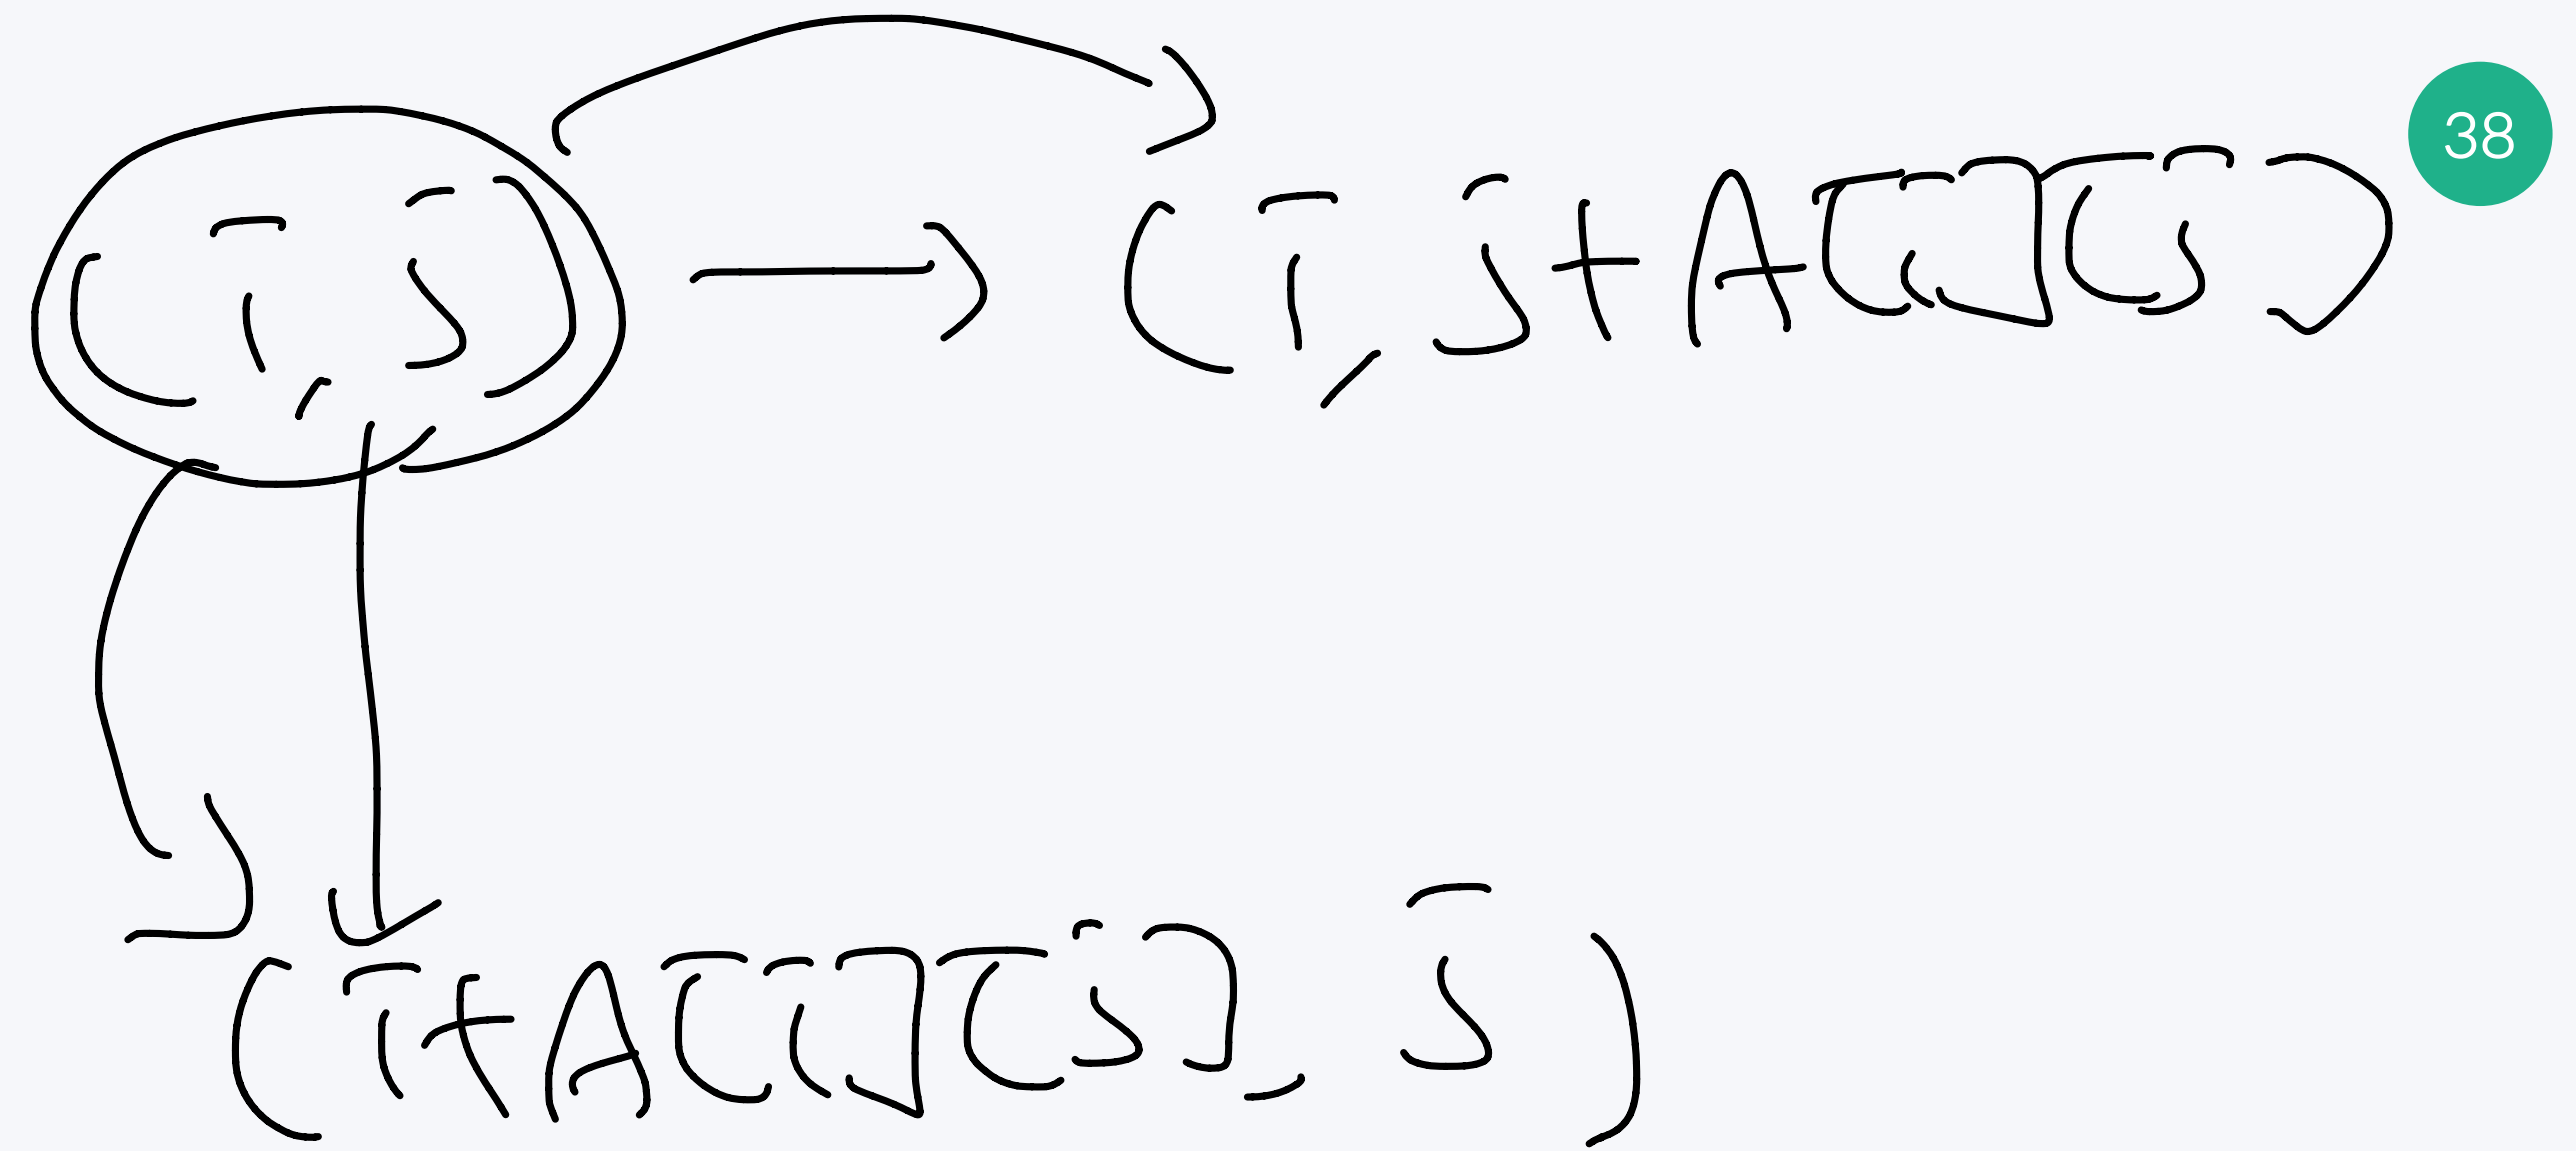 38
(i, j) → (i, j+A[i][j])
(i+A[i][j], j)